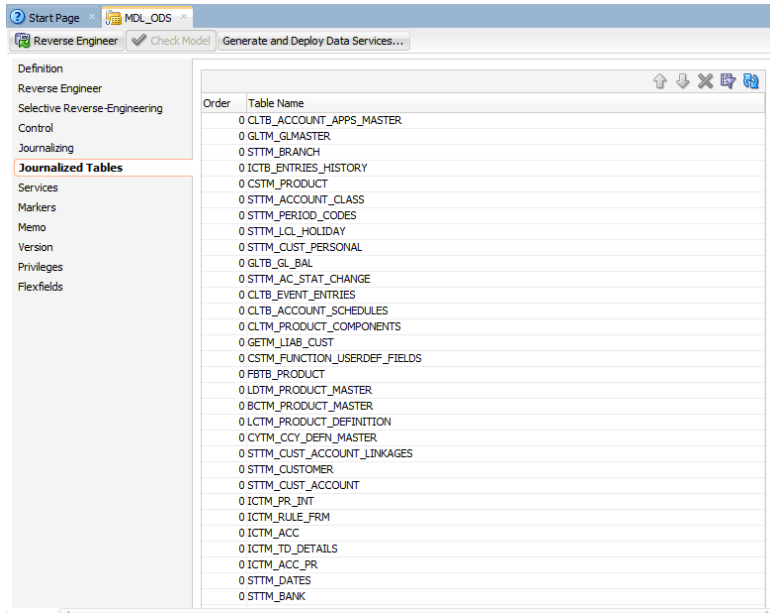 Start Page × MDL_ODS ×
Reverse Engineer Check Model Generate and Deploy Data Services...
Definition
Reverse Engineer
Selective Reverse-Engineering
Control
Journalizing
Journalized Tables
Services
Markers
Memo
Version
Privileges
Flexfields
Order Table Name
0 CLTB_ACCOUNT_APPS_MASTER
0 GLTM_GLMASTER
0 STTM_BRANCH
0 ICTB_ENTRIES_HISTORY
0 CSTM_PRODUCT
0 STTM_ACCOUNT_CLASS
0 STTM_PERIOD_CODES
0 STTM_LCL_HOLIDAY
0 STTM_CUST_PERSONAL
0 GLTB_GL_BAL
0 STTM_AC_STAT_CHANGE
0 CLTB_EVENT_ENTRIES
0 CLTB_ACCOUNT_SCHEDULES
0 CLTM_PRODUCT_COMPONENTS
0 GETM_LIAB_CUST
0 CSTM_FUNCTION_USERDEF_FIELDS
0 FBTB_PRODUCT
0 LDTM_PRODUCT_MASTER
0 BCTM_PRODUCT_MASTER
0 LCTM_PRODUCT_DEFINITION
0 CYTM_CCY_DEFN_MASTER
0 STTM_CUST_ACCOUNT_LINKAGES
0 STTM_CUSTOMER
0 STTM_CUST_ACCOUNT
0 ICTM_PR_INT
0 ICTM_RULE_FRM
0 ICTM_ACC
0 ICTM_TD_DETAILS
0 ICTM_ACC_PR
0 STTM_DATES
0 STTM_BANK